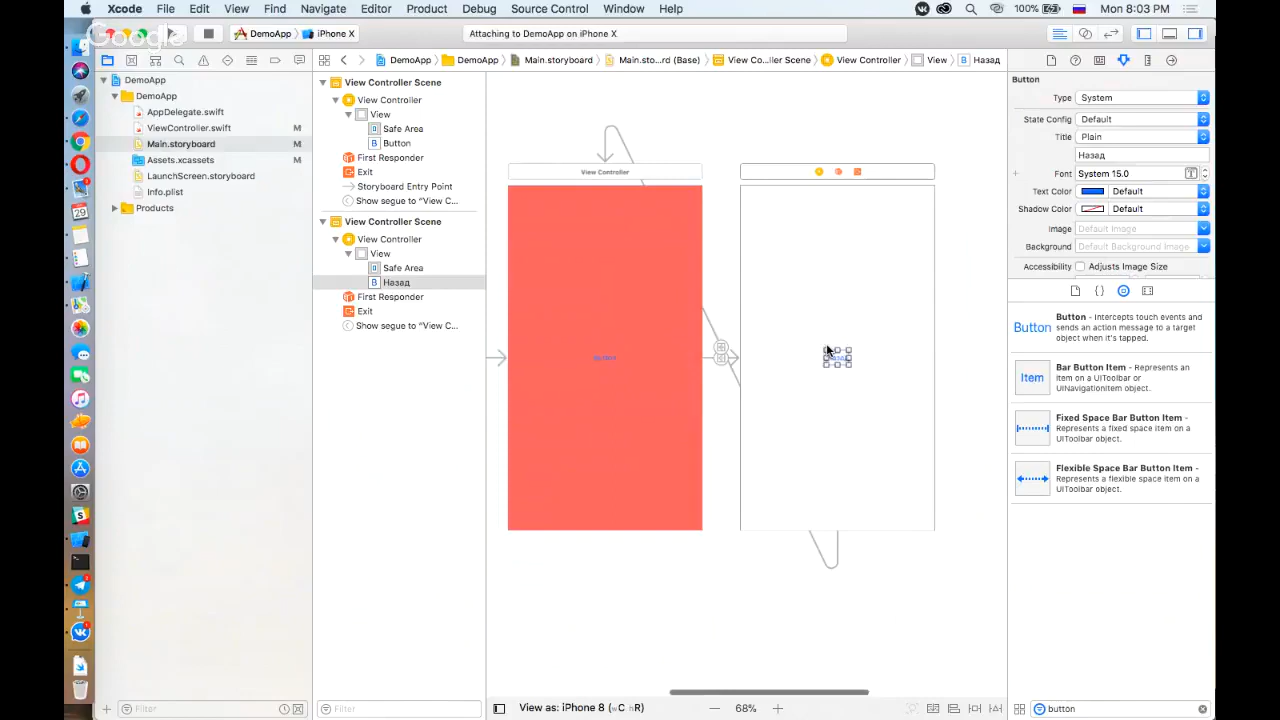 Xcode File Edit View Find Navigate Editor Product Debug Source Control Window Help 100% Mon 8:03 PM
Google
DemoApp iPhone X Attaching to DemoApp on iPhone X
DemoApp DemoApp Main.storyboard Main.sto...rd (Base) View Co...ller Scene View Controller View B Назад
DemoApp
DemoApp
AppDelegate.swift
ViewController.swift M
Main.storyboard M
Assets.xcassets M
LaunchScreen.storyboard
Info.plist
Products
View Controller Scene
View Controller
View
Safe Area
B Button
First Responder
Exit
Storyboard Entry Point
Show segue to “View C...
View Controller Scene
View Controller
View
Safe Area
B Назад
First Responder
Exit
Show segue to “View C...
View Controller
Button
Button
Type System
State Config Default
Title Plain
Назад
Font System 15.0
Text Color Default
Shadow Color Default
Image Default Image
Background Default Background Image
Accessibility Adjusts Image Size
Button
Button - Intercepts touch events and
sends an action message to a target
object when it's tapped.
Item
Bar Button Item - Represents an
item on a UIToolbar or
UINavigationItem object.
Fixed Space Bar Button Item -
Represents a fixed space item on a
UIToolbar object.
Flexible Space Bar Button Item -
Represents a flexible space item on a
UIToolbar object.
Filter
Filter
View as: iPhone 8 (wC hR)
68%
button